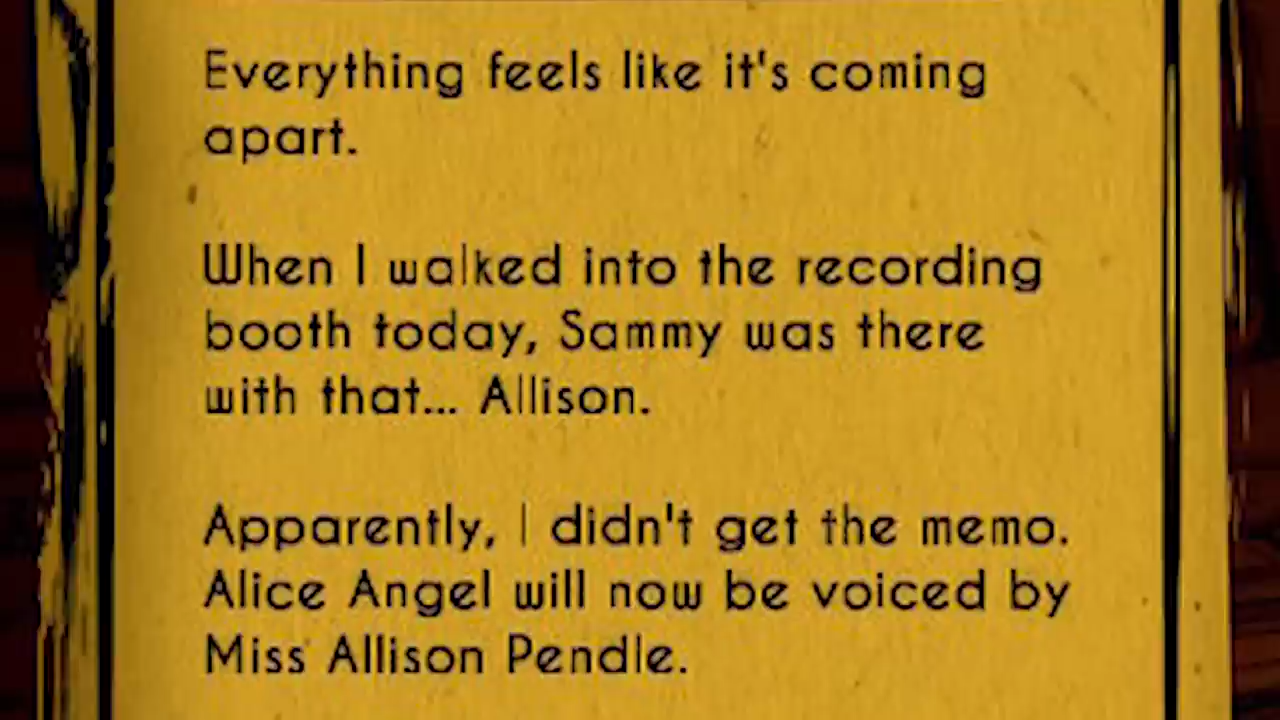 Everything feels like it's coming
apart.
When I walked into the recording
booth today, Sammy was there
with that... Allison.
Apparently, I didn't get the memo.
Alice Angel will now be voiced by
Miss Allison Pendle.